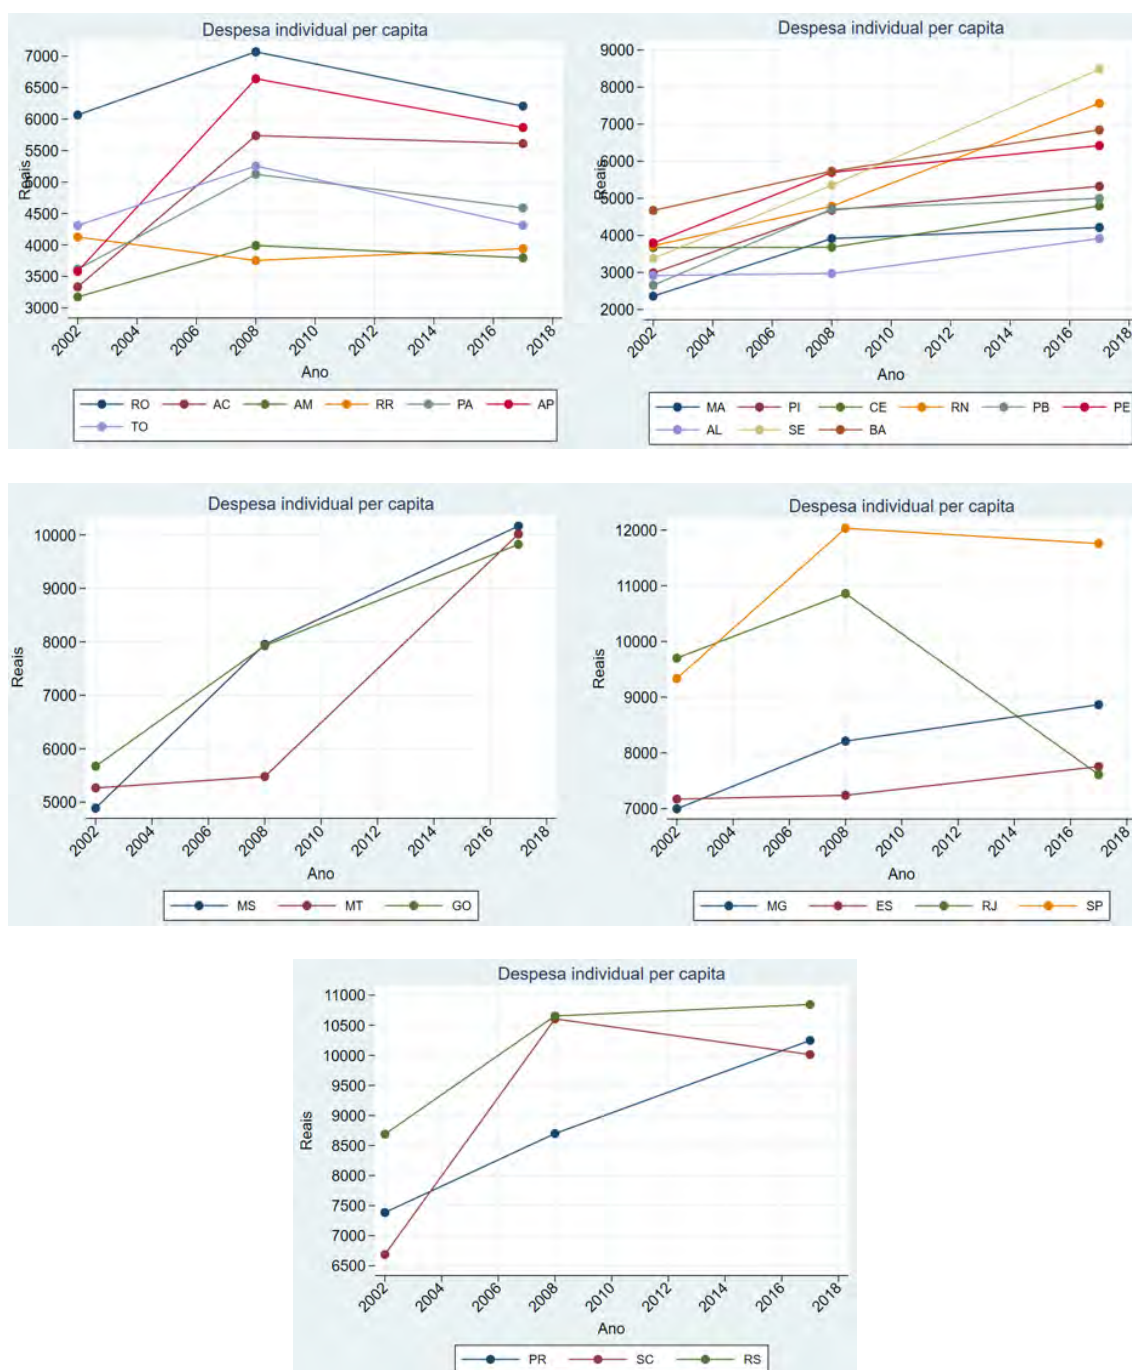 Despesa individual per capita
7000
6500
6000
5500
5000
4500
4000
3500
3000
Reais
2002 2004 2006 2008 2010 2012 2014 2016 2018
Ano
RO AC AM RR PA AP
TO
Despesa individual per capita
9000
8000
7000
6000
5000
4000
3000
2000
Reais
2002 2004 2006 2008 2010 2012 2014 2016 2018
Ano
MA PI CE RN PB PE
AL SE BA
Despesa individual per capita
10000
9000
8000
7000
6000
5000
Reais
2002 2004 2006 2008 2010 2012 2014 2016 2018
Ano
MS MT GO
Despesa individual per capita
12000
11000
10000
9000
8000
7000
Reais
2002 2004 2006 2008 2010 2012 2014 2016 2018
Ano
MG ES RJ SP
Despesa individual per capita
11000
10500
10000
9500
9000
8500
8000
7500
7000
6500
Reais
2002 2004 2006 2008 2010 2012 2014 2016 2018
Ano
PR SC RS